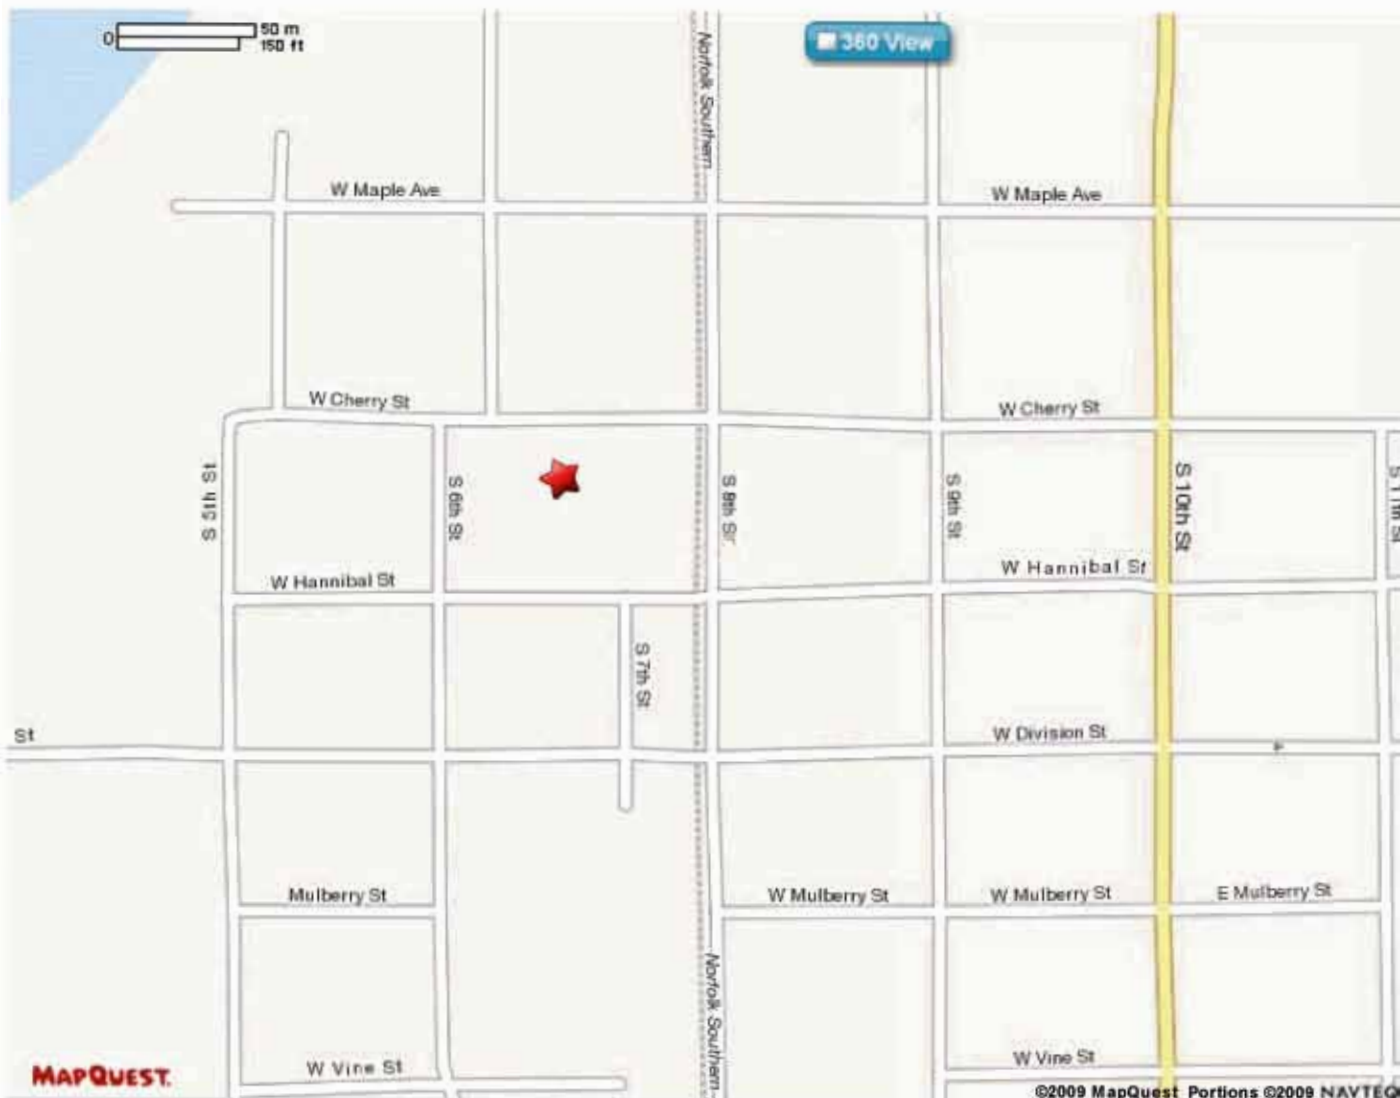 0
50 m
150 ft
360 View
Norfolk Southern
W Maple Ave
W Maple Ave
W Cherry St
W Cherry St
S 5th St
S 6th St
S 8th St
S 9th St
S 10th St
S 11th St
W Hannibal St
W Hannibal St
S 7th St
St
W Division St
Mulberry St
W Mulberry St
W Mulberry St
E Mulberry St
Norfolk Southern
W Vine St
W Vine St
MAPQUEST.
©2009 MapQuest Portions ©2009 NAVTEQ